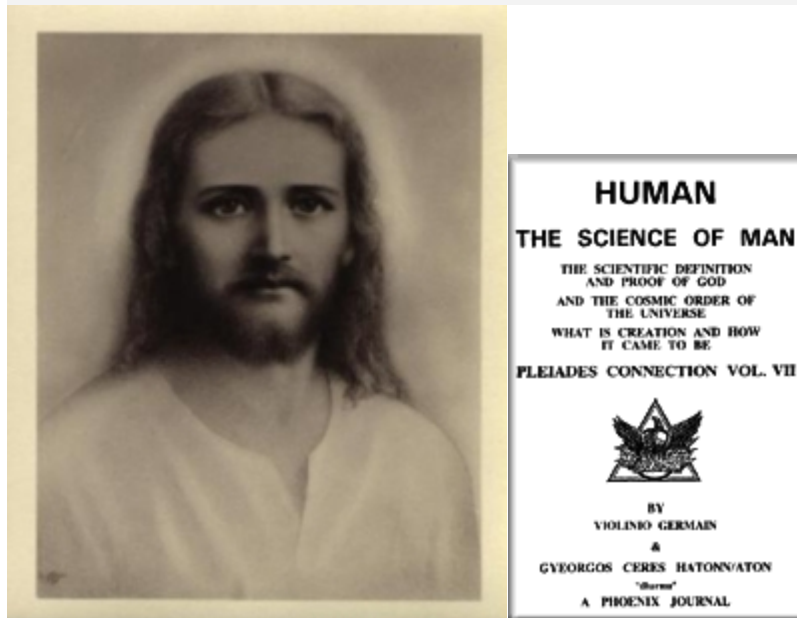 HUMAN
THE SCIENCE OF MAN
THE SCIENTIFIC DEFINITION
AND PROOF OF GOD
AND THE COSMIC ORDER OF
THE UNIVERSE
WHAT IS CREATION AND HOW
IT CAME TO BE
PLEIADES CONNECTION VOL. VII
BY
VIOLINIO GERMAIN
&
GYEORGOS CERES HATONN/ATON
"dharma"
A PHOENIX JOURNAL